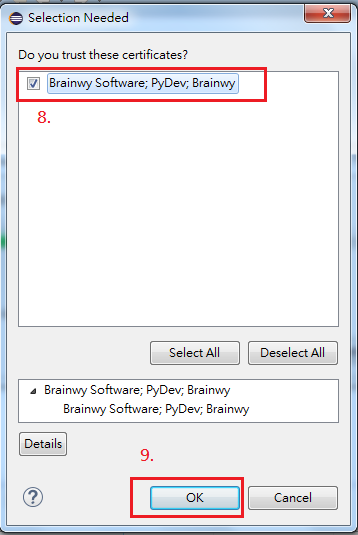 Selection Needed
Do you trust these certificates?
Brainwy Software; PyDev; Brainwy
8.
Select All
Deselect All
Brainwy Software; PyDev; Brainwy
Brainwy Software; PyDev; Brainwy
Details
9.
?
OK
Cancel